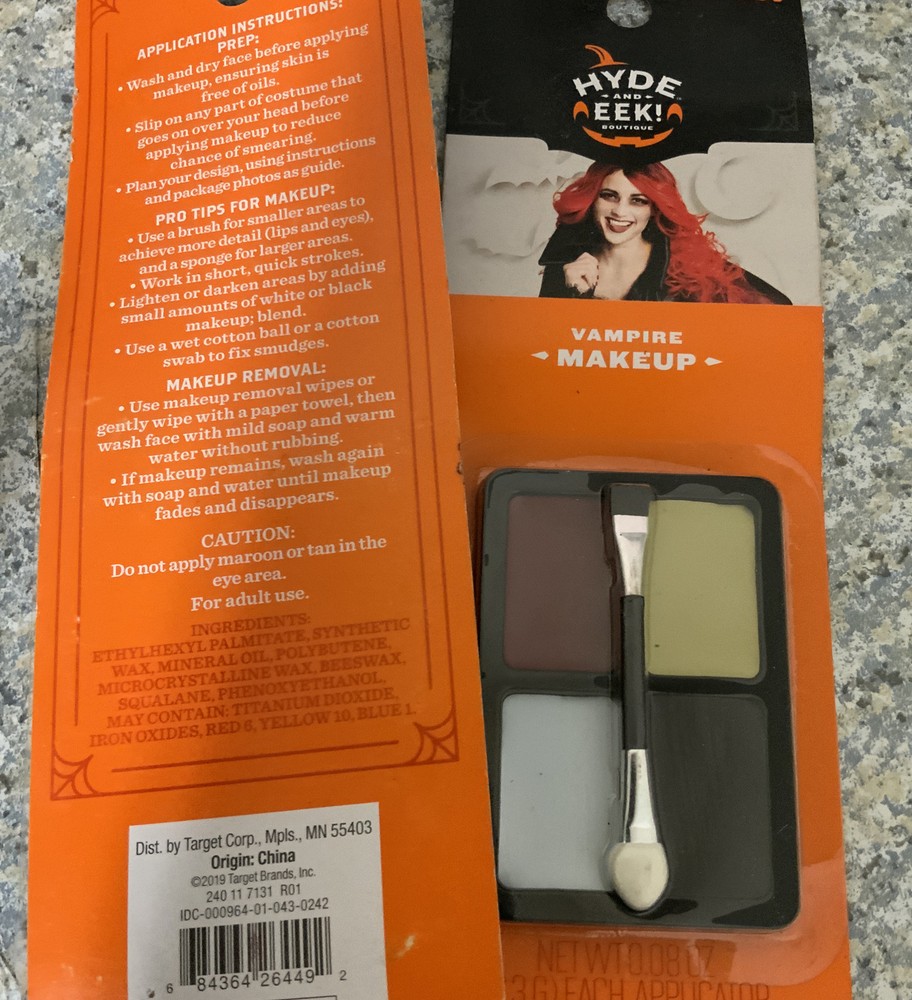 APPLICATION INSTRUCTIONS:
PREP:
• Wash and dry face before applying
makeup, ensuring skin is
free of oils.
• Slip on any part of costume that
goes on over your head before
applying makeup to reduce
chance of smearing.
• Plan your design, using instructions
and package photos as guide.
PRO TIPS FOR MAKEUP:
• Use a brush for smaller areas to
achieve more detail (lips and eyes),
and a sponge for larger areas.
• Work in short, quick strokes.
• Lighten or darken areas by adding
small amounts of white or black
makeup; blend.
• Use a wet cotton ball or a cotton
swab to fix smudges.
MAKEUP REMOVAL:
• Use makeup removal wipes or
gently wipe with a paper towel, then
wash face with mild soap and warm
water without rubbing.
• If makeup remains, wash again
with soap and water until makeup
fades and disappears.
CAUTION:
Do not apply maroon or tan in the
eye area.
For adult use.
INGREDIENTS:
ETHYLHEXYL PALMITATE, SYNTHETIC
WAX, MINERAL OIL, POLYBUTENE,
MICROCRYSTALLINE WAX, BEESWAX,
SQUALANE, PHENOXYETHANOL,
MAY CONTAIN: TITANIUM DIOXIDE,
IRON OXIDES, RED 6, YELLOW 10, BLUE 1.
Dist. by Target Corp., Mpls., MN 55403
Origin: China
©2019 Target Brands, Inc.
240 11 7131 R01
IDC-000964-01-043-0242
6 84364 26449 2
HYDE
AND
EEK!
BOUTIQUE
VAMPIRE
MAKEUP
NET WT 0.08 OZ
3 G) EACH APPLICATOR